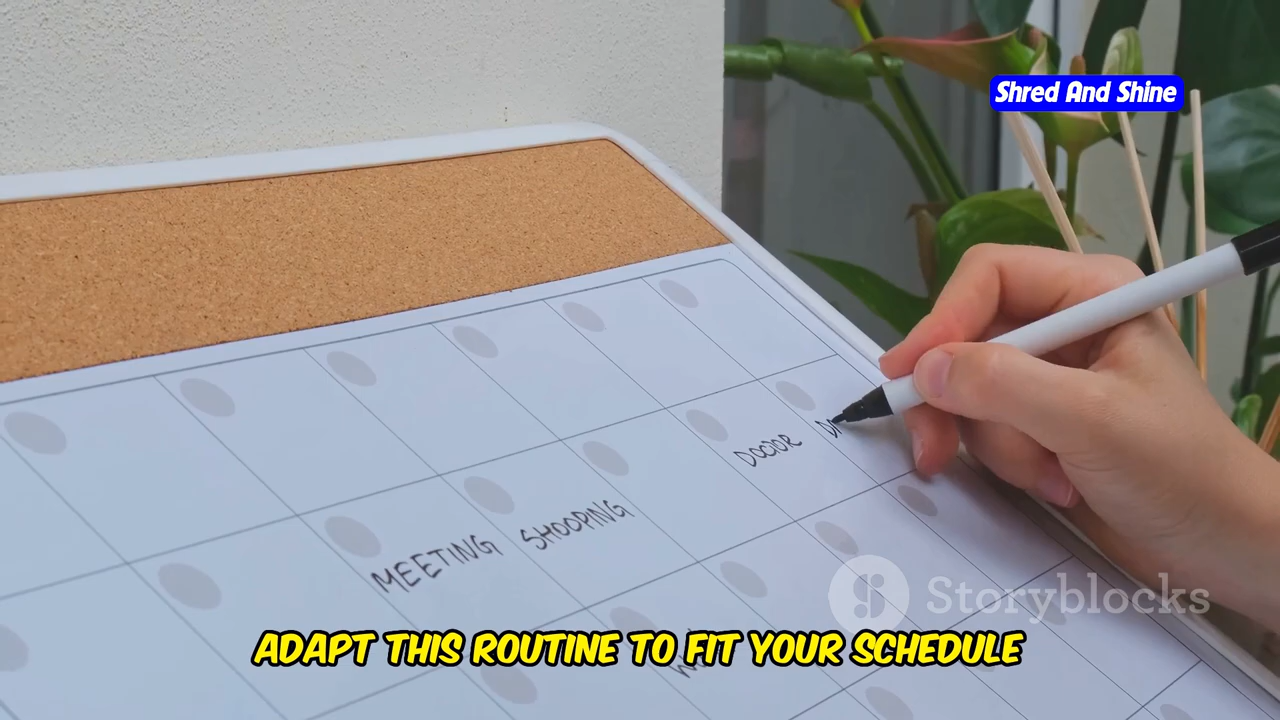 Shred And Shine
DOCTOR
MEETING SHOOPING
Storyblocks
ADAPT THIS ROUTINE TO FIT YOUR SCHEDULE